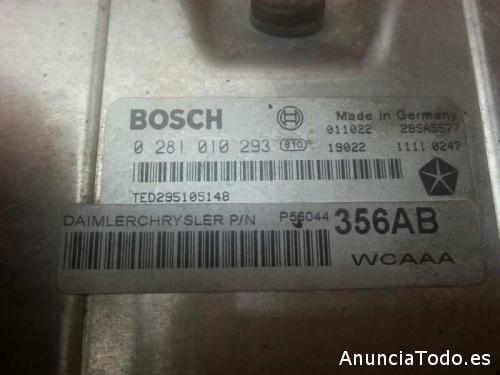 BOSCH
Made in Germany
011022 28SA5577
0 281 010 293 B10 19022 1111 0247
TED295105148
DAIMLERCHRYSLER P/N P56044 356AB
WCAAA
AnunciaTodo.es